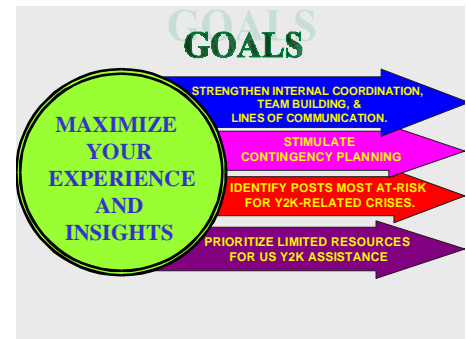 GOALS
MAXIMIZE
YOUR
EXPERIENCE
AND
INSIGHTS
STRENGTHEN INTERNAL COORDINATION,
TEAM BUILDING, &
LINES OF COMMUNICATION.
STIMULATE
CONTINGENCY PLANNING
IDENTIFY POSTS MOST AT-RISK
FOR Y2K-RELATED CRISES.
PRIORITIZE LIMITED RESOURCES
FOR US Y2K ASSISTANCE